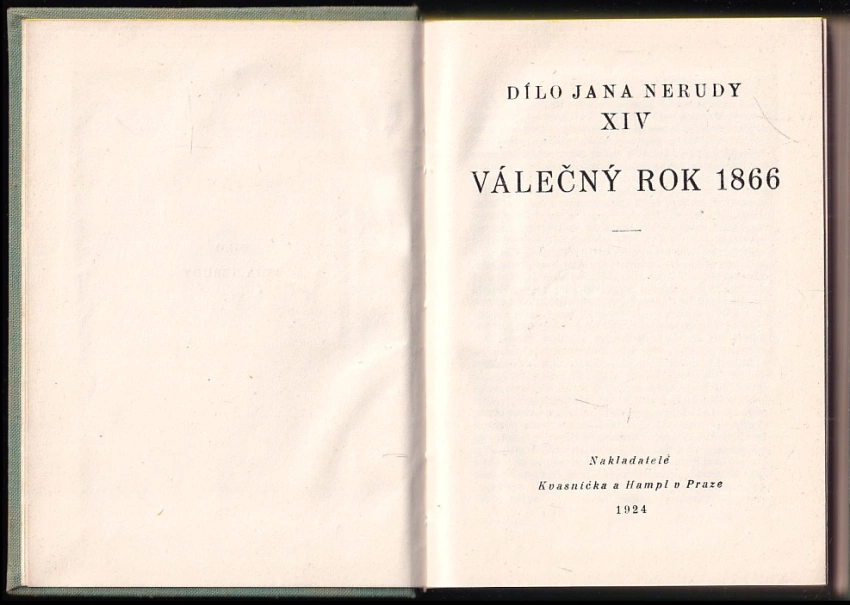 DÍLO JANA NERUDY
XIV
VÁLEČNÝ ROK 1866
Nakladatelé
Kvasnička a Hampl v Praze
1924